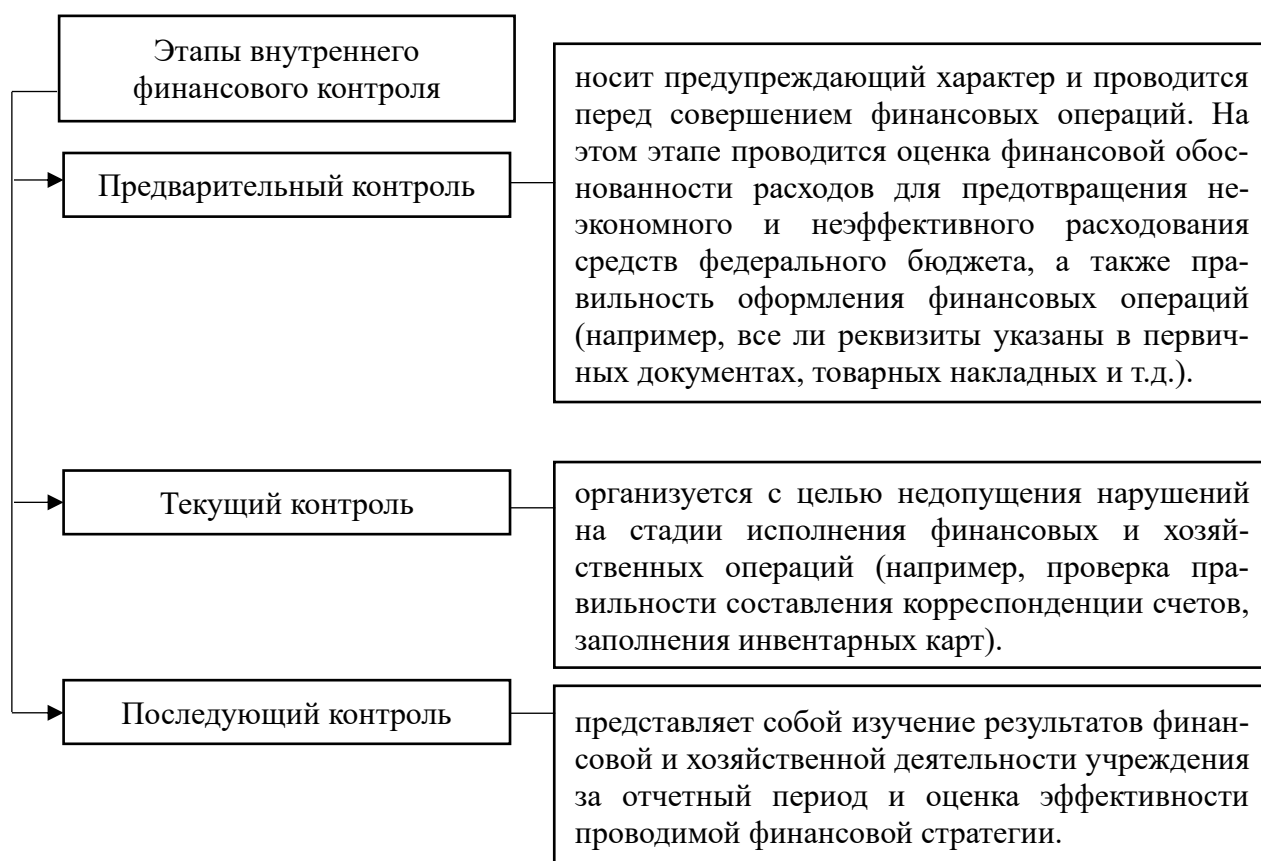 Этапы внутреннего
финансового контроля
Предварительный контроль
носит предупреждающий характер и проводится
перед совершением финансовых операций. На
этом этапе проводится оценка финансовой обос-
нованности расходов для предотвращения не-
экономного и неэффективного расходования
средств федерального бюджета, а также пра-
вильность оформления финансовых операций
(например, все ли реквизиты указаны в первич-
ных документах, товарных накладных и т.д.).
Текущий контроль
организуется с целью недопущения нарушений
на стадии исполнения финансовых и хозяй-
ственных операций (например, проверка пра-
вильности составления корреспонденции счетов,
заполнения инвентарных карт).
Последующий контроль
представляет собой изучение результатов финан-
совой и хозяйственной деятельности учреждения
за отчетный период и оценка эффективности
проводимой финансовой стратегии.